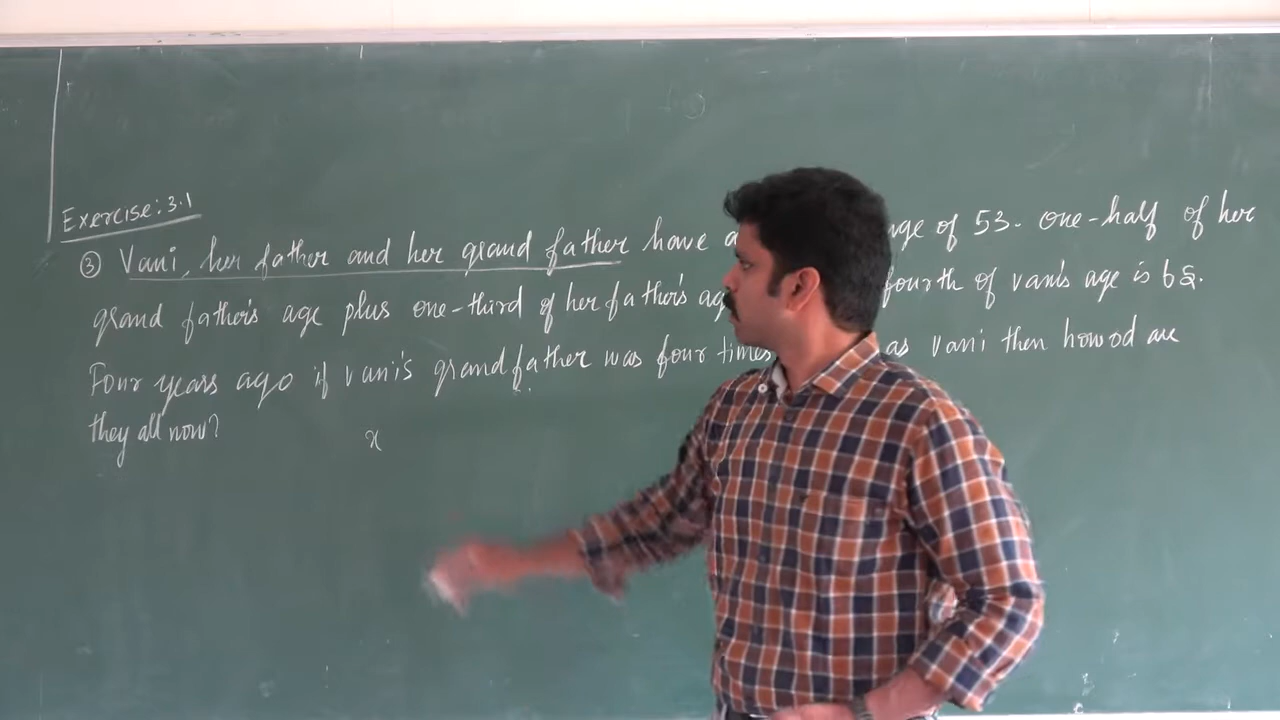 Exercise: 3.1
③ Vani, her father and her grand father have a age of 53. one-half of her
grand father's age plus one-third of her father's ag fourth of vani's age is 65.
Four years ago if vani's grandfather was four times as vani then how od are
they all now?
x